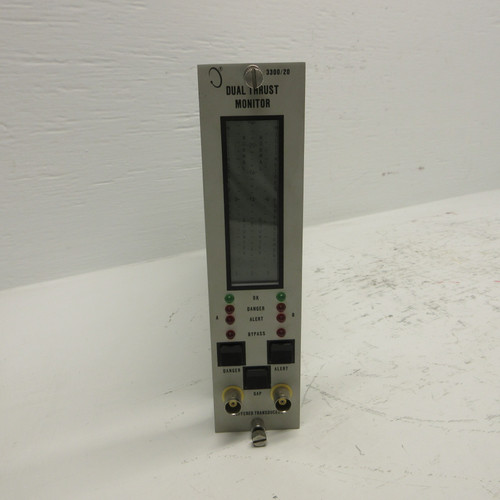 3300/20
DUAL THRUST
MONITOR
OK
DANGER
A ALERT B
BYPASS
DANGER ALERT
GAP